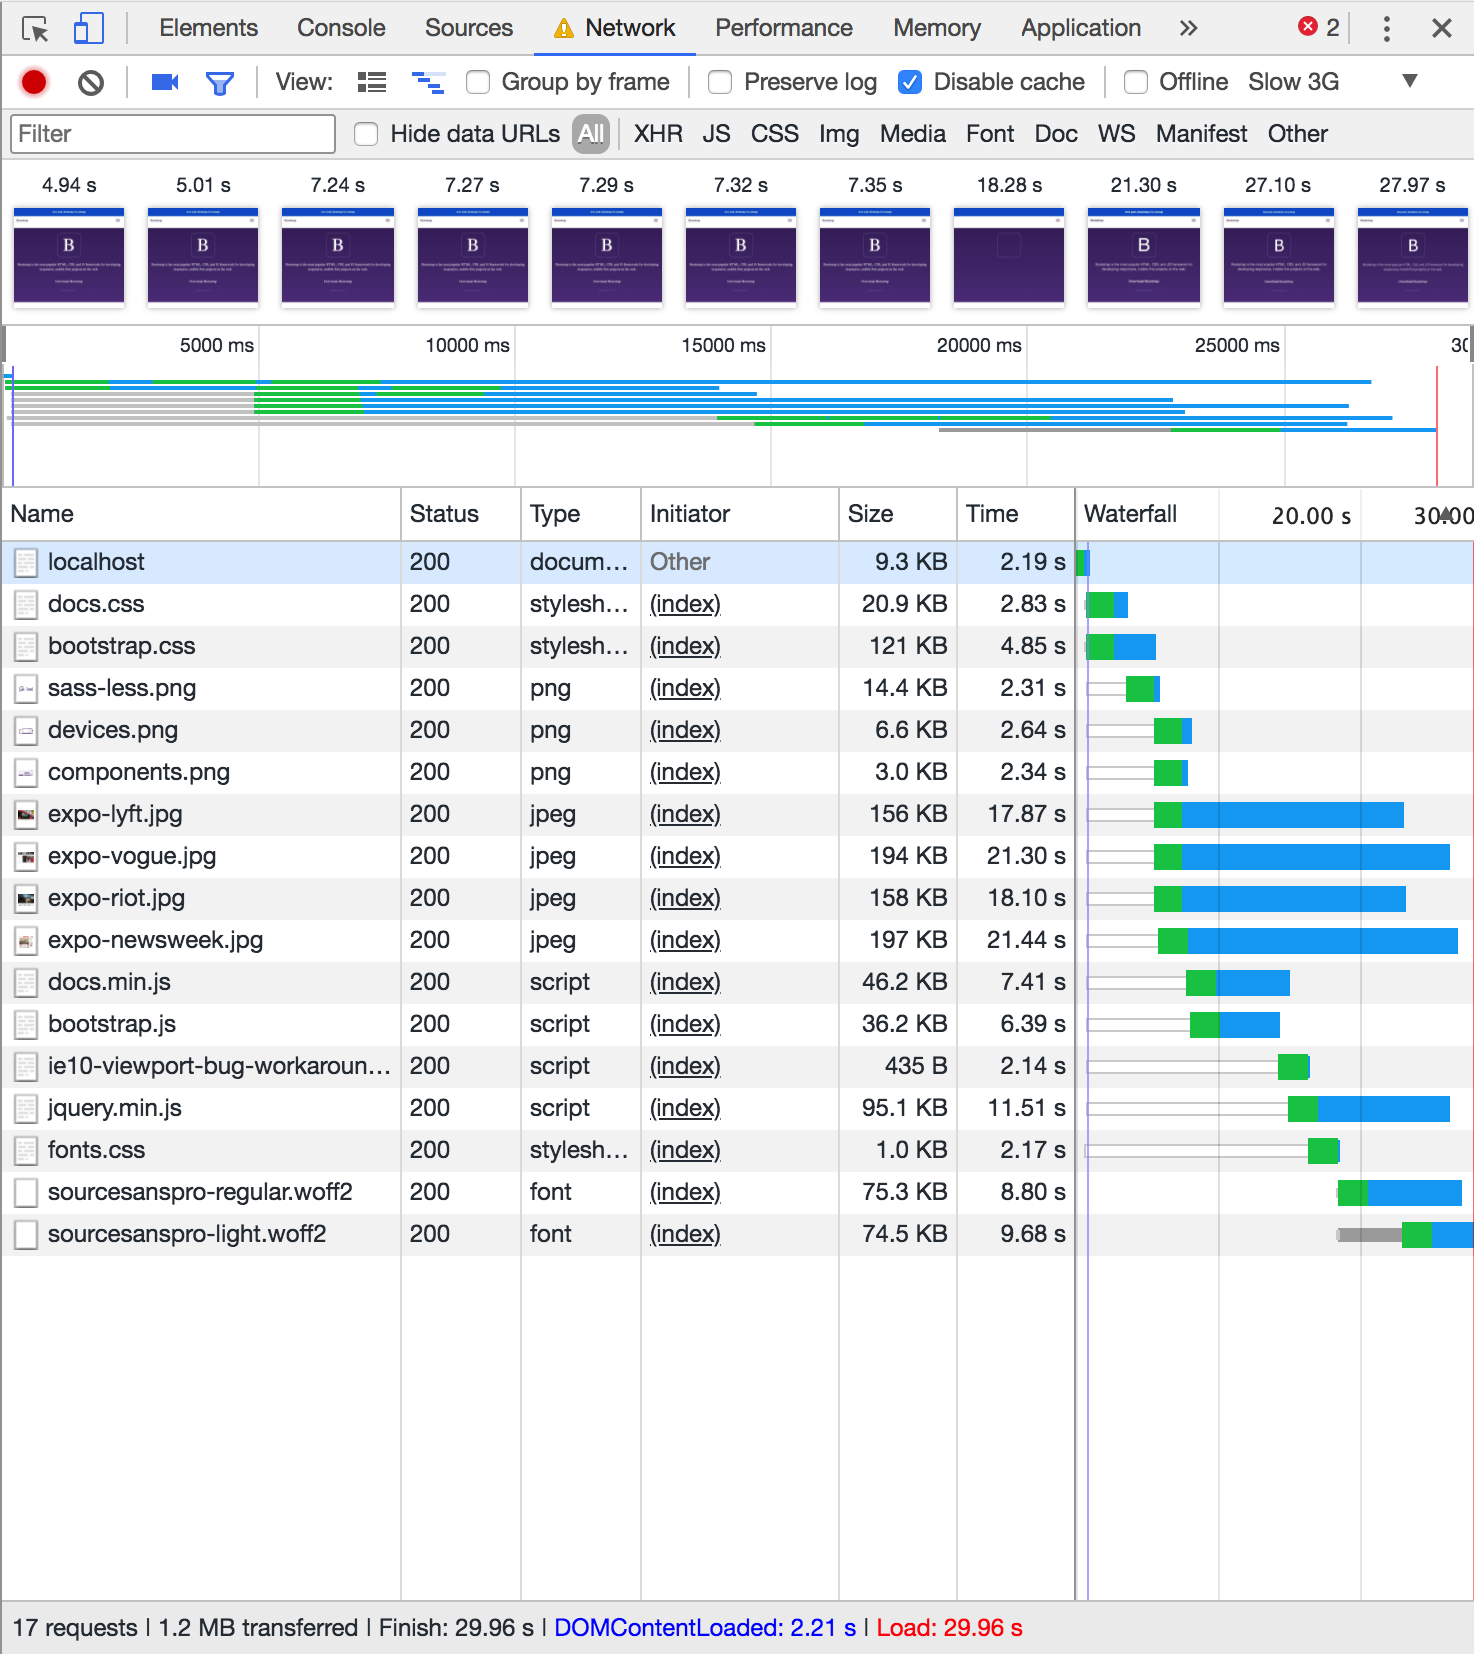 Elements Console Sources Network Performance Memory Application » 2
View: Group by frame Preserve log Disable cache Offline Slow 3G
Filter Hide data URLs All XHR JS CSS Img Media Font Doc WS Manifest Other
4.94 s 5.01 s 7.24 s 7.27 s 7.29 s 7.32 s 7.35 s 18.28 s 21.30 s 27.10 s 27.97 s
B B B B B B B B B B
5000 ms 10000 ms 15000 ms 20000 ms 25000 ms 30
Name Status Type Initiator Size Time Waterfall 20.00 s 30.00
localhost 200 docum… Other 9.3 KB 2.19 s
docs.css 200 stylesh… (index) 20.9 KB 2.83 s
bootstrap.css 200 stylesh… (index) 121 KB 4.85 s
sass-less.png 200 png (index) 14.4 KB 2.31 s
devices.png 200 png (index) 6.6 KB 2.64 s
components.png 200 png (index) 3.0 KB 2.34 s
expo-lyft.jpg 200 jpeg (index) 156 KB 17.87 s
expo-vogue.jpg 200 jpeg (index) 194 KB 21.30 s
expo-riot.jpg 200 jpeg (index) 158 KB 18.10 s
expo-newsweek.jpg 200 jpeg (index) 197 KB 21.44 s
docs.min.js 200 script (index) 46.2 KB 7.41 s
bootstrap.js 200 script (index) 36.2 KB 6.39 s
ie10-viewport-bug-workaroun… 200 script (index) 435 B 2.14 s
jquery.min.js 200 script (index) 95.1 KB 11.51 s
fonts.css 200 stylesh… (index) 1.0 KB 2.17 s
sourcesanspro-regular.woff2 200 font (index) 75.3 KB 8.80 s
sourcesanspro-light.woff2 200 font (index) 74.5 KB 9.68 s
17 requests | 1.2 MB transferred | Finish: 29.96 s | DOMContentLoaded: 2.21 s | Load: 29.96 s